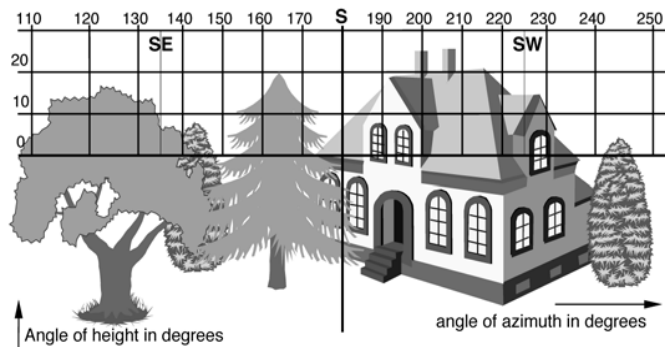 110 120 130 140 150 160 170 S 190 200 210 220 230 240 250
SE SW
20
10
0
Angle of height in degrees
angle of azimuth in degrees